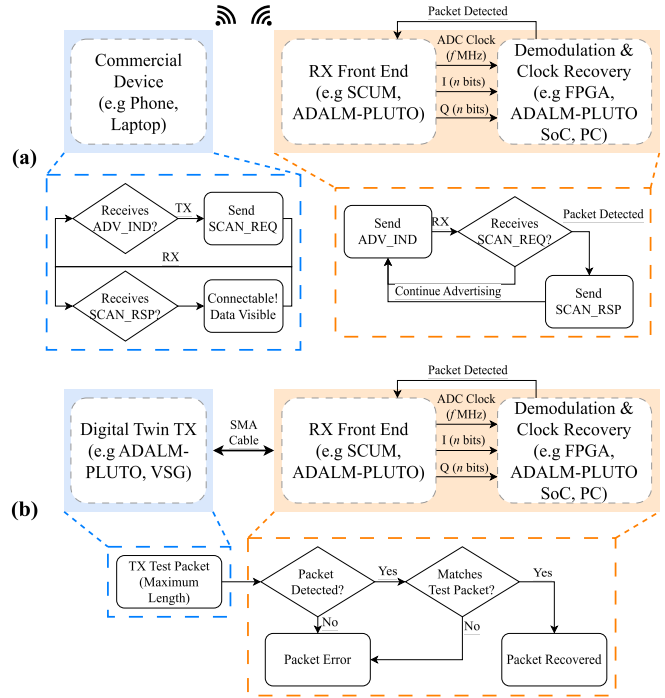 Packet Detected
Commercial
Device
(e.g Phone,
Laptop)
RX Front End
(e.g SCUM,
ADALM-PLUTO)
ADC Clock
(f MHz)
I (n bits)
Q (n bits)
Demodulation &
Clock Recovery
(e.g FPGA,
ADALM-PLUTO
SoC, PC)
(a)
Receives
ADV_IND?
TX
Send
SCAN_REQ
RX
Receives
SCAN_RSP?
Connectable!
Data Visible
Send
ADV_IND
RX
Receives
SCAN_REQ?
Packet Detected
Continue Advertising
Send
SCAN_RSP
Packet Detected
Digital Twin TX
(e.g ADALM-
PLUTO, VSG)
SMA
Cable
RX Front End
(e.g SCUM,
ADALM-PLUTO)
ADC Clock
(f MHz)
I (n bits)
Q (n bits)
Demodulation &
Clock Recovery
(e.g FPGA,
ADALM-PLUTO
SoC, PC)
(b)
TX Test Packet
(Maximum
Length)
Packet
Detected?
Yes
Matches
Test Packet?
Yes
No
No
Packet Error
Packet Recovered